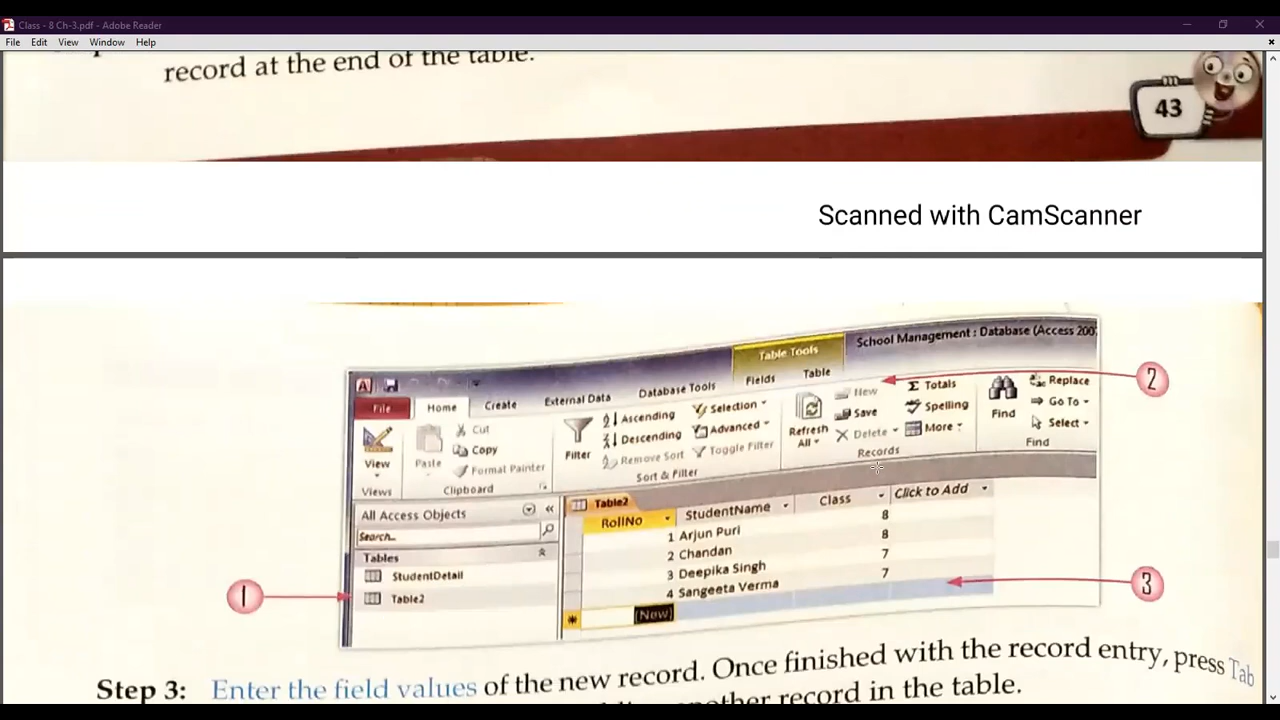 Class - 8 Ch-3.pdf - Adobe Reader
File Edit View Window Help
record at the end of the table.
43
Scanned with CamScanner
School Management : Database (Access 200
Table Tools
File Home Create External Data Database Tools Fields Table
View
Views
Paste
Cut
Copy
Format Painter
Clipboard
Filter
Ascending
Descending
Remove Sort
Selection
Advanced
Toggle Filter
Sort & Filter
Refresh
All
New
Save
Delete
Σ Totals
Spelling
More
Records
Find
Replace
Go To
Select
Find
2
All Access Objects
Search...
Tables
StudentDetail
Table2
1
Table2
RollNo StudentName Class Click to Add
1 Arjun Puri 8
2 Chandan 8
3 Deepika Singh 7
4 Sangeeta Verma 7
(New)
3
Step 3: Enter the field values of the new record. Once finished with the record entry, press Tab
another record in the table.